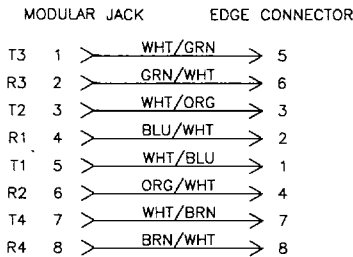 MODULAR JACK EDGE CONNECTOR
T3 1 WHT/GRN 5
R3 2 GRN/WHT 6
T2 3 WHT/ORG 3
R1 4 BLU/WHT 2
T1 5 WHT/BLU 1
R2 6 ORG/WHT 4
T4 7 WHT/BRN 7
R4 8 BRN/WHT 8